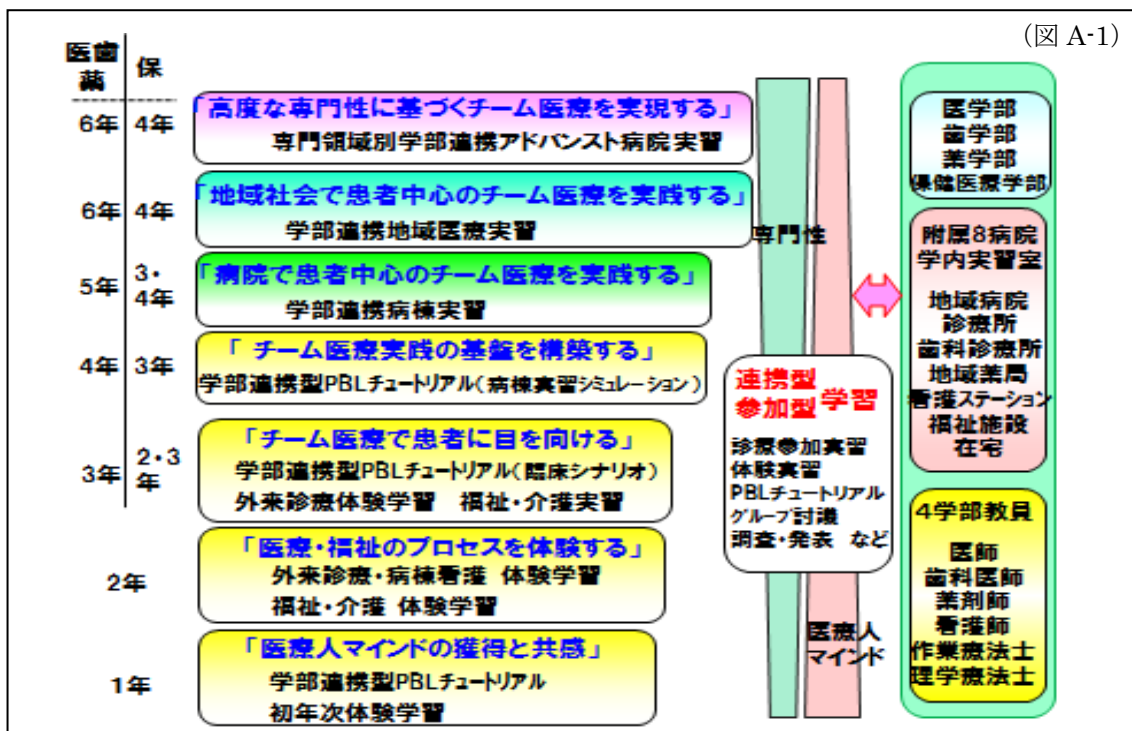 (図 A-1)
医歯薬
保
6年
4年
「高度な専門性に基づくチーム医療を実現する」
専門領域別学部連携アドバンスト病院実習
6年
4年
「地域社会で患者中心のチーム医療を実践する」
学部連携地域医療実習
5年
3・
4年
「病院で患者中心のチーム医療を実践する」
学部連携病棟実習
4年
3年
「 チーム医療実践の基盤を構築する」
学部連携型PBLチュートリアル(病棟実習シミュレーション)
3年
2・3
年
「チーム医療で患者に目を向ける」
学部連携型PBLチュートリアル(臨床シナリオ)
外来診療体験学習 福祉・介護実習
2年
「医療・福祉のプロセスを体験する」
外来診療・病棟看護 体験学習
福祉・介護 体験学習
1年
「医療人マインドの獲得と共感」
学部連携型PBLチュートリアル
初年次体験学習
専門性
連携型
参加型
学習
診療参加実習
体験実習
PBLチュートリアル
グループ討議
調査・発表 など
医療人
マインド
医学部
歯学部
薬学部
保健医療学部
附属8病院
学内実習室
地域病院
診療所
歯科診療所
地域薬局
看護ステーション
福祉施設
在宅
4学部教員
医師
歯科医師
薬剤師
看護師
作業療法士
理学療法士